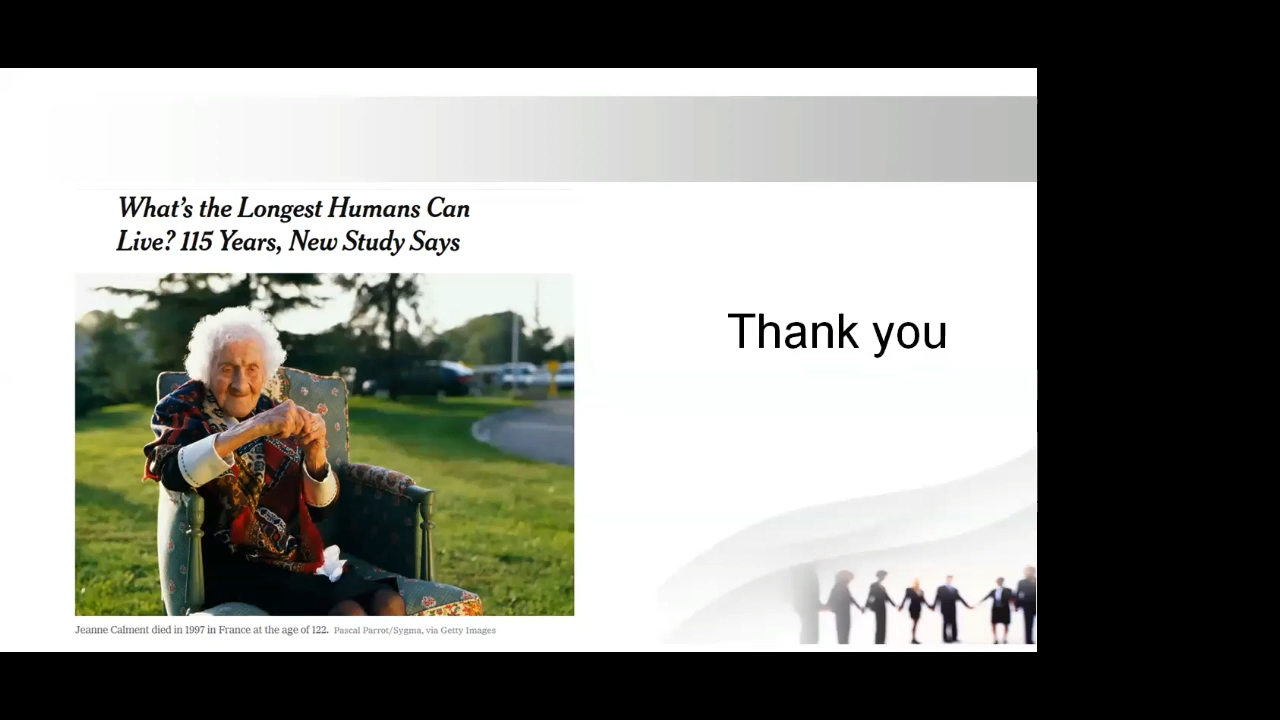 What's the Longest Humans Can
Live? 115 Years, New Study Says
Thank you
Jeanne Calment died in 1997 in France at the age of 122. Pascal Parrot/Sygma, via Getty Images